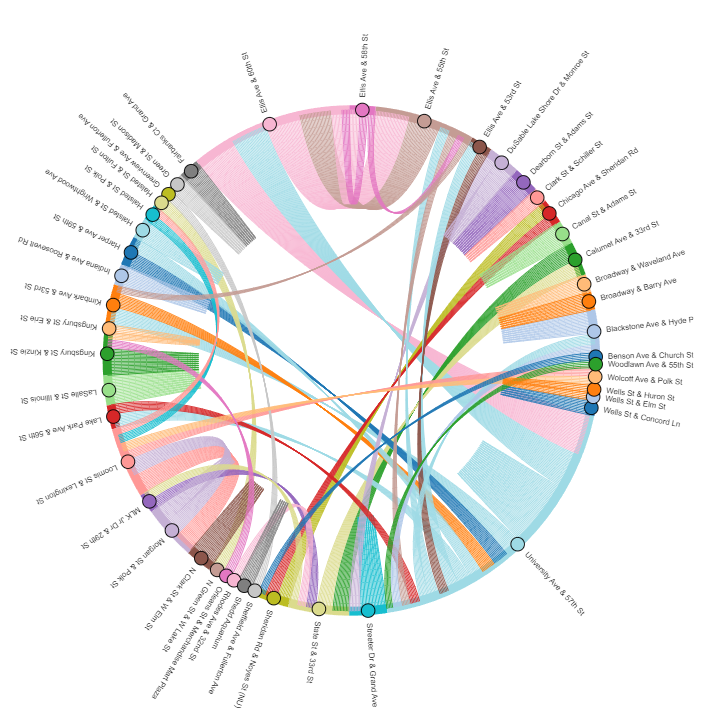 Ellis Ave & 58th St
Ellis Ave & 55th St
Ellis Ave & 53rd St
DuSable Lake Shore Dr & Monroe St
Dearborn St & Adams St
Clark St & Schiller St
Chicago Ave & Sheridan Rd
Canal St & Adams St
Calumet Ave & 33rd St
Broadway & Waveland Ave
Broadway & Barry Ave
Blackstone Ave & Hyde P
Benson Ave & Church St
Woodlawn Ave & 55th St
Wolcott Ave & Polk St
Wells St & Huron St
Wells St & Elm St
Wells St & Concord Ln
University Ave & 57th St
Streeter Dr & Grand Ave
State St & 33rd St
Sheridan Rd & Noyes St (NU)
Sheffield Ave & Fullerton Ave
Shedd Aquarium
Rhodes Ave & 32nd St
Orleans St & Merchandise Mart Plaza
N Green St & W Lake St
N Clark St & W Elm St
Morgan St & Polk St
MLK Jr Dr & 29th St
Loomis St & Lexington St
Lake Park Ave & 56th St
LaSalle St & Illinois St
Kingsbury St & Kinzie St
Kingsbury St & Erie St
Kimbark Ave & 53rd St
Indiana Ave & Roosevelt Rd
Harper Ave & 59th St
Halsted St & Wrightwood Ave
Halsted St & Polk St
Halsted St & Fulton St
Greenview Ave & Fullerton Ave
Green St & Madison St
Fairbanks Ct & Grand Ave
Ellis Ave & 60th St